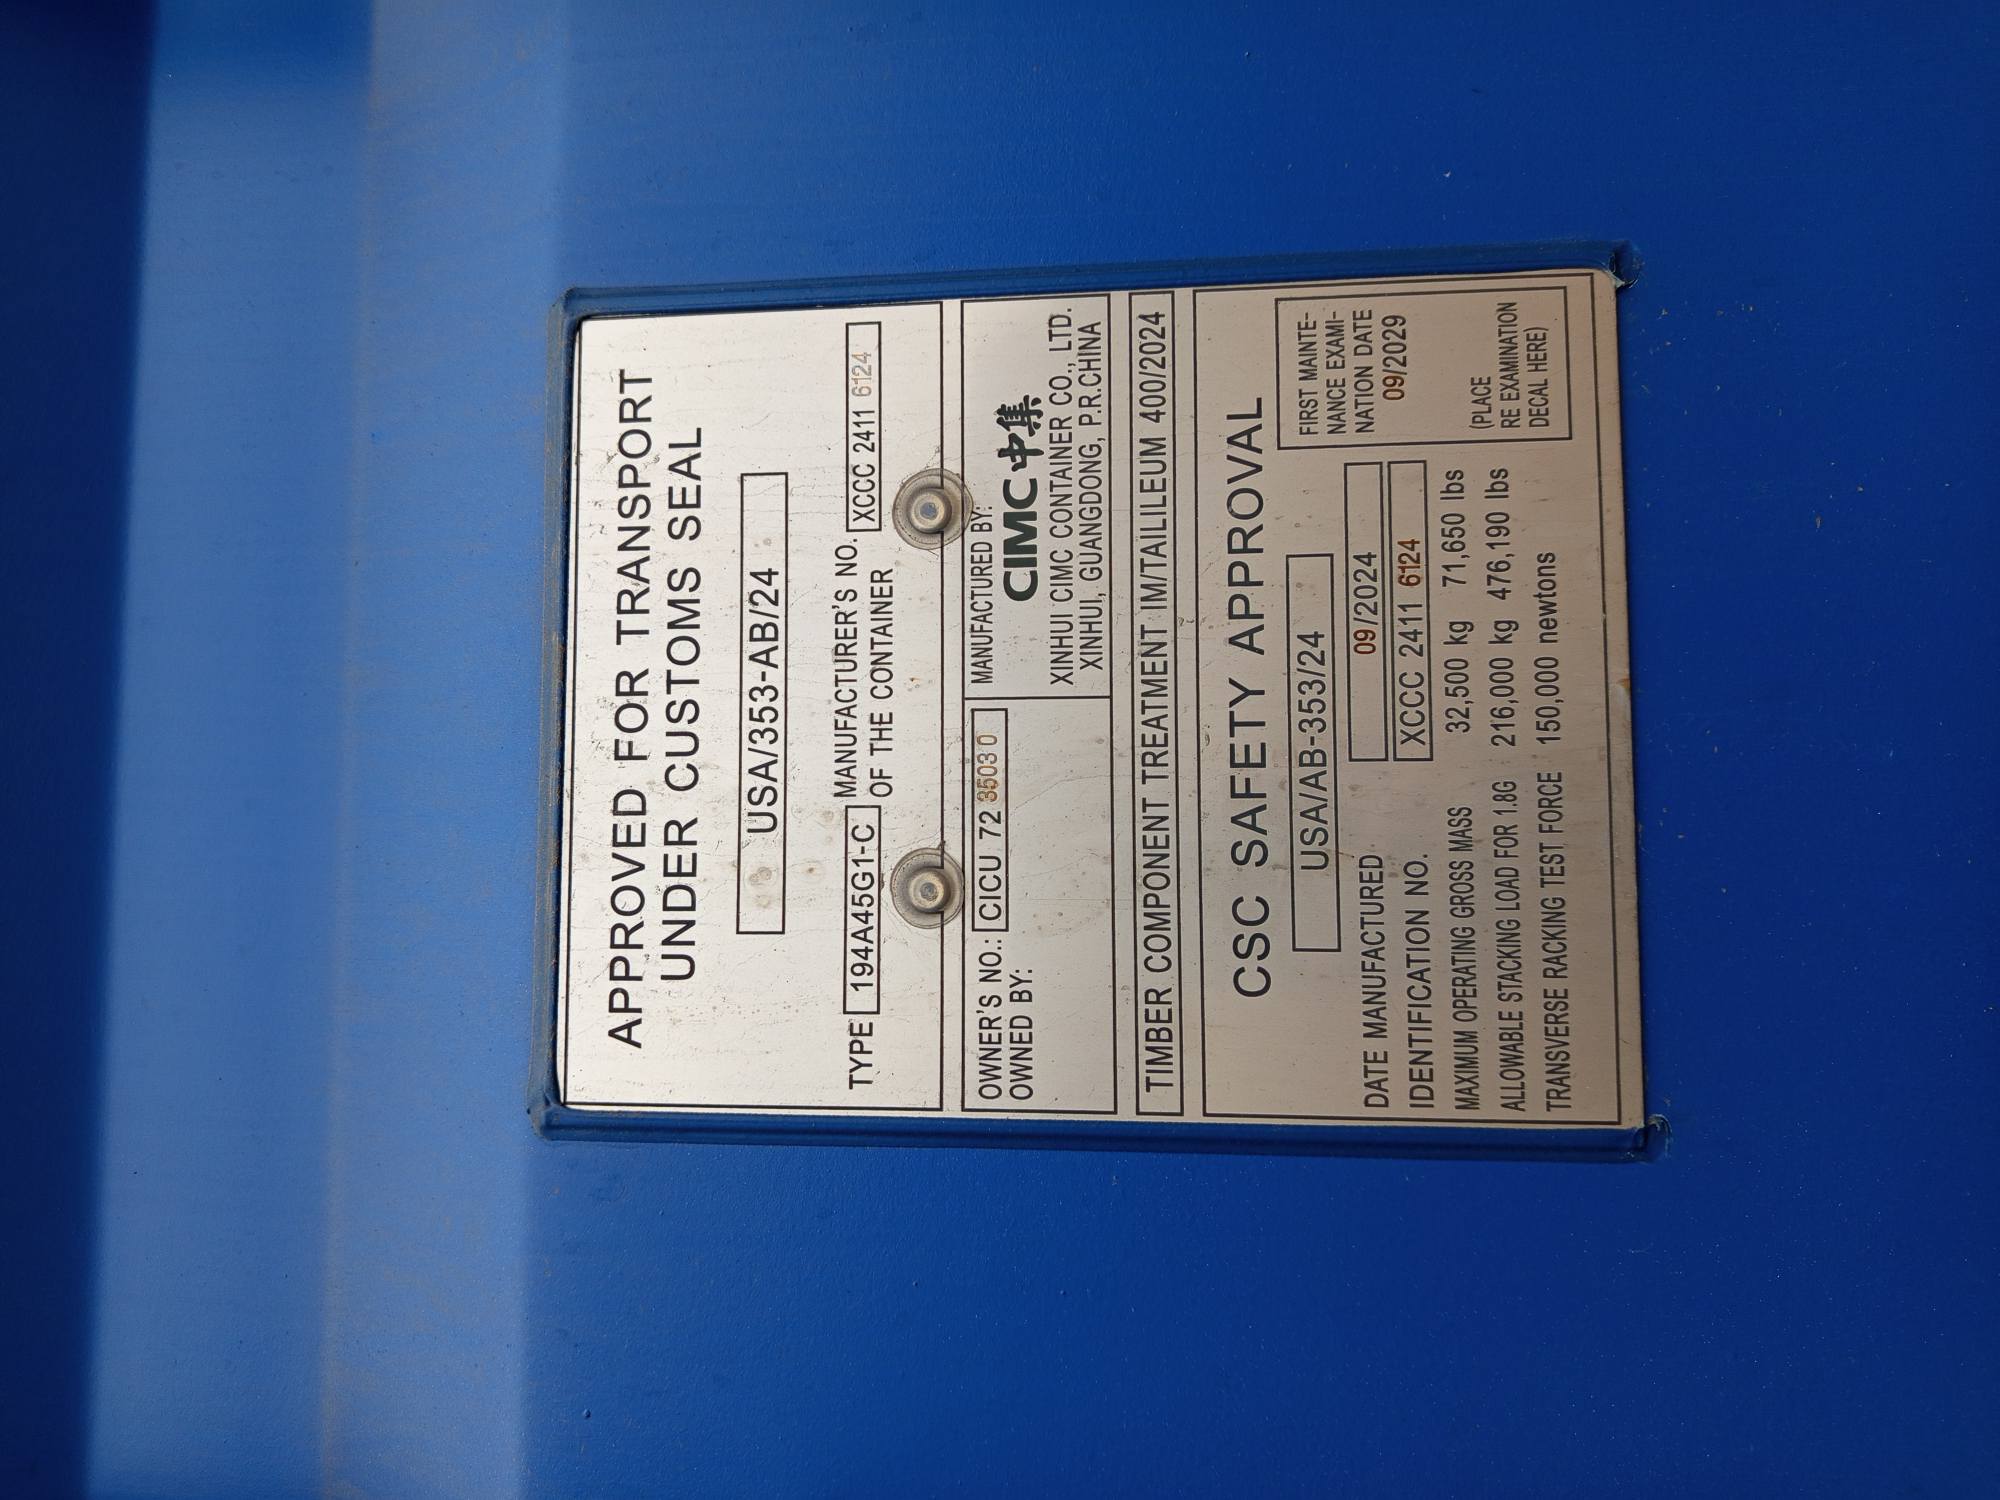 APPROVED FOR TRANSPORT
UNDER CUSTOMS SEAL
USA/353-AB/24
TYPE 194A45G1-C MANUFACTURER'S NO. OF THE CONTAINER XCCC 2411 6124
OWNER'S NO.: CICU 72 3503 0
OWNED BY:
MANUFACTURED BY:
CIMC 中集
XINHUI CIMC CONTAINER CO., LTD.
XINHUI, GUANGDONG, P.R.CHINA
TIMBER COMPONENT TREATMENT IM/TAILILEUM 400/2024
CSC SAFETY APPROVAL
USA/AB-353/24
DATE MANUFACTURED 09/2024
IDENTIFICATION NO. XCCC 2411 6124
MAXIMUM OPERATING GROSS MASS 32,500 kg 71,650 lbs
ALLOWABLE STACKING LOAD FOR 1.8G 216,000 kg 476,190 lbs
TRANSVERSE RACKING TEST FORCE 150,000 newtons
FIRST MAINTE-
NANCE EXAMI-
NATION DATE
09/2029
(PLACE
RE EXAMINATION
DECAL HERE)